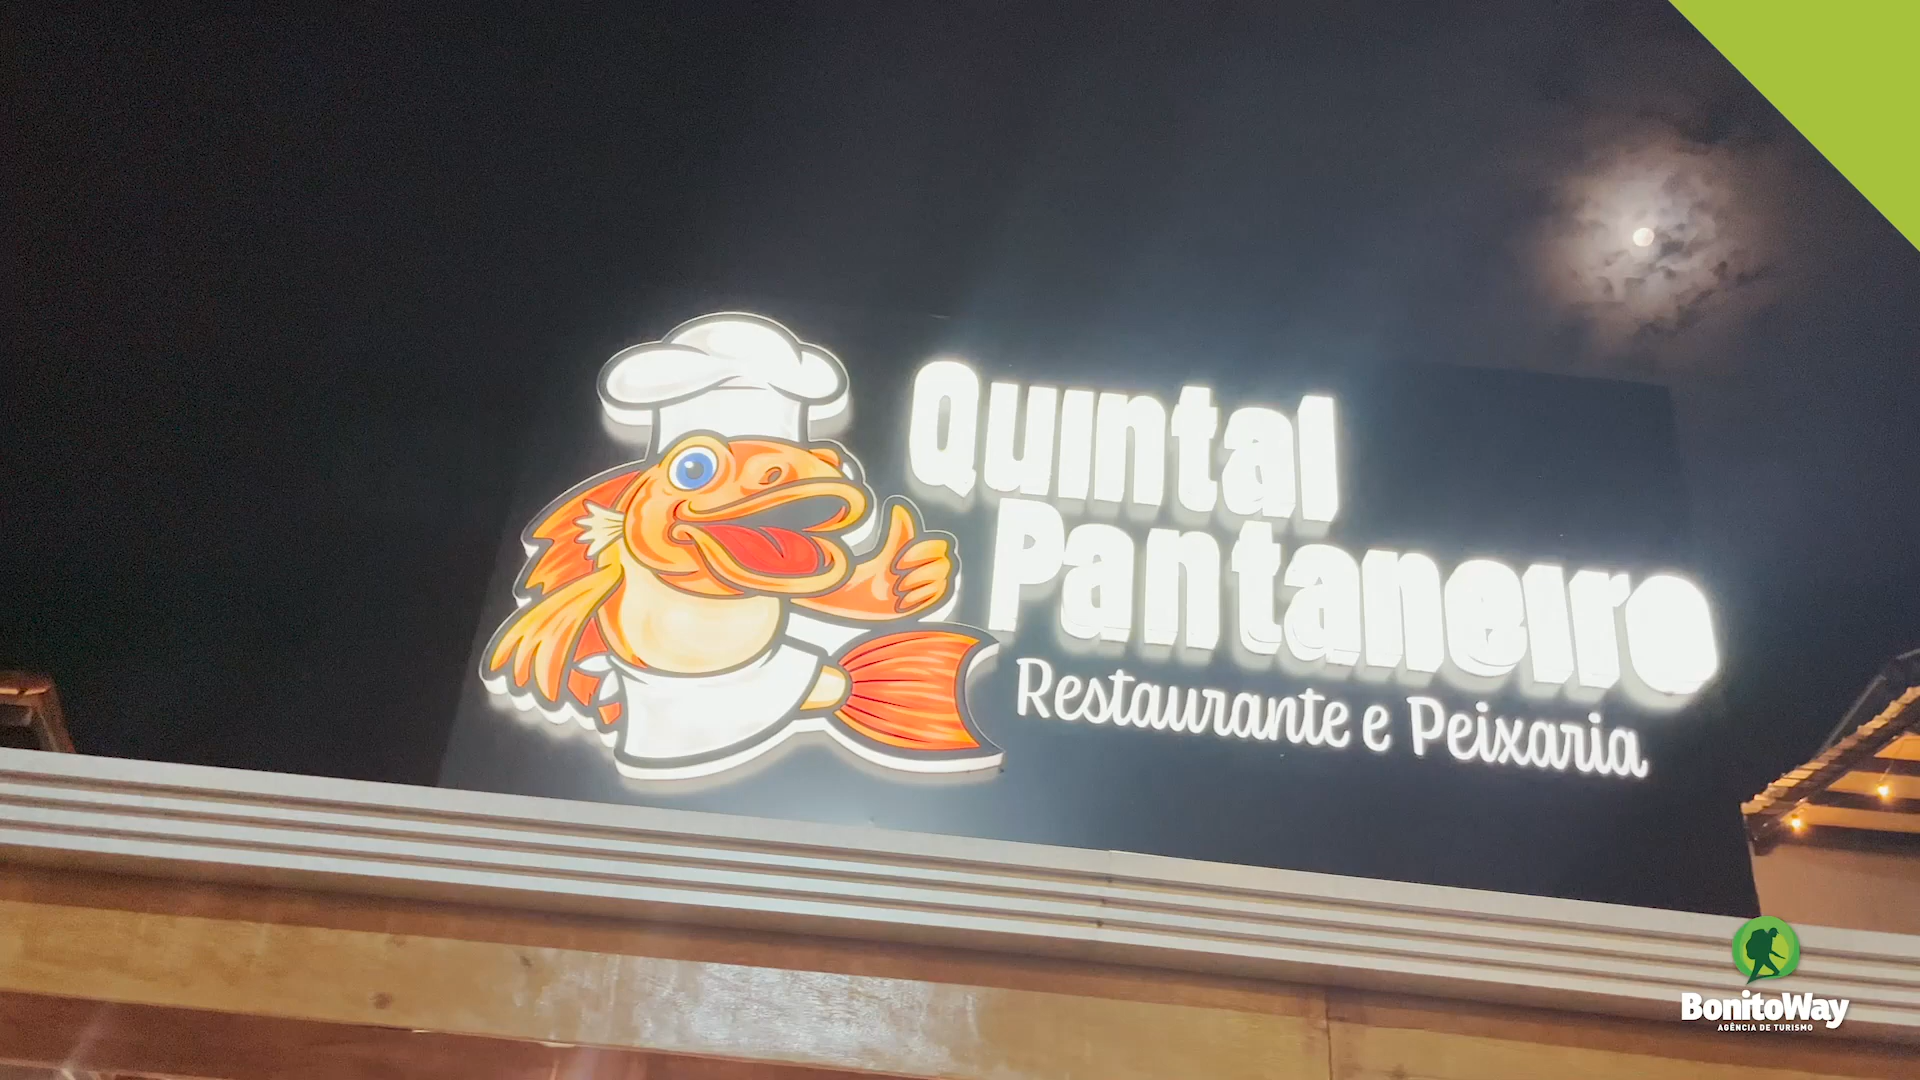 Quintal
Pantaneiro
Restaurante e Peixaria
BonitoWay
AGÊNCIA DE TURISMO